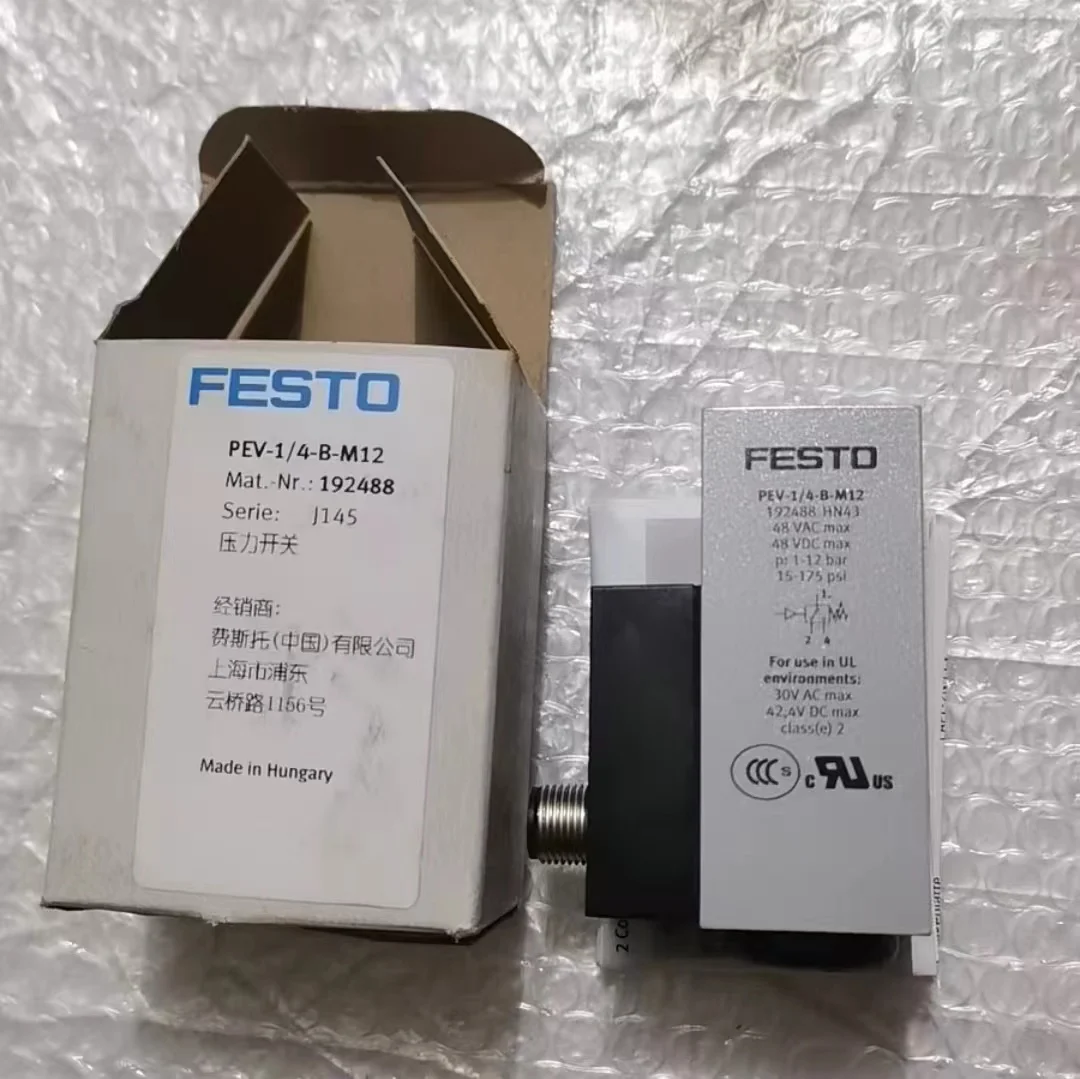 FESTO
PEV-1/4-B-M12
Mat.-Nr.: 192488
Serie: J145
压力开关
经销商:
费斯托(中国)有限公司
上海市浦东
云桥路1156号
Made in Hungary
FESTO
PEV-1/4-B-M12
192488 HN43
48 VAC max
48 VDC max
p: 1-12 bar
15-175 psi
1
2 4
For use in UL
environments:
30V AC max
42,4V DC max
class(e) 2
CCC S
c RU US
2 Co